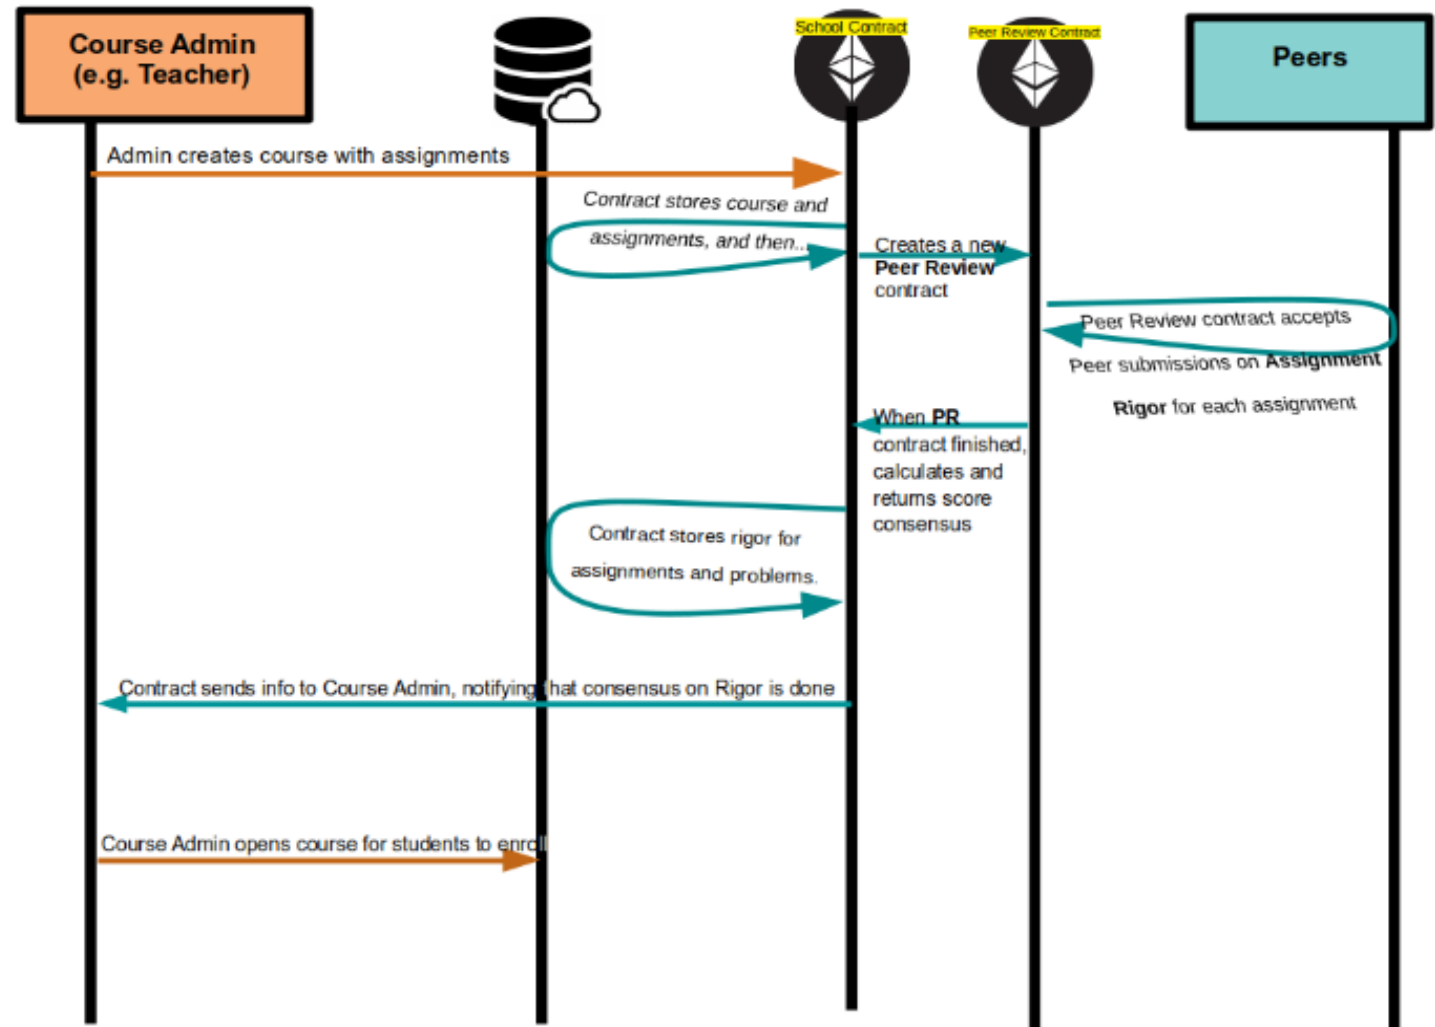 Course Admin
(e.g. Teacher)
School Contract
Peer Review Contract
Peers
Admin creates course with assignments
Contract stores course and
assignments, and then...
Creates a new
Peer Review
contract
Peer Review contract accepts
Peer submissions on Assignment
Rigor for each assignment
When PR
contract finished,
calculates and
returns score
consensus
Contract stores rigor for
assignments and problems.
Contract sends info to Course Admin, notifying that consensus on Rigor is done
Course Admin opens course for students to enroll